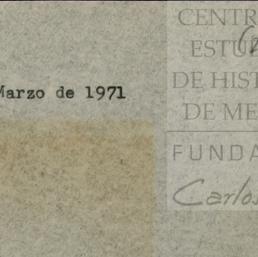 CENTR
ESTU
DE HIST
DE ME
FUNDA
Carlos
Marzo de 1971